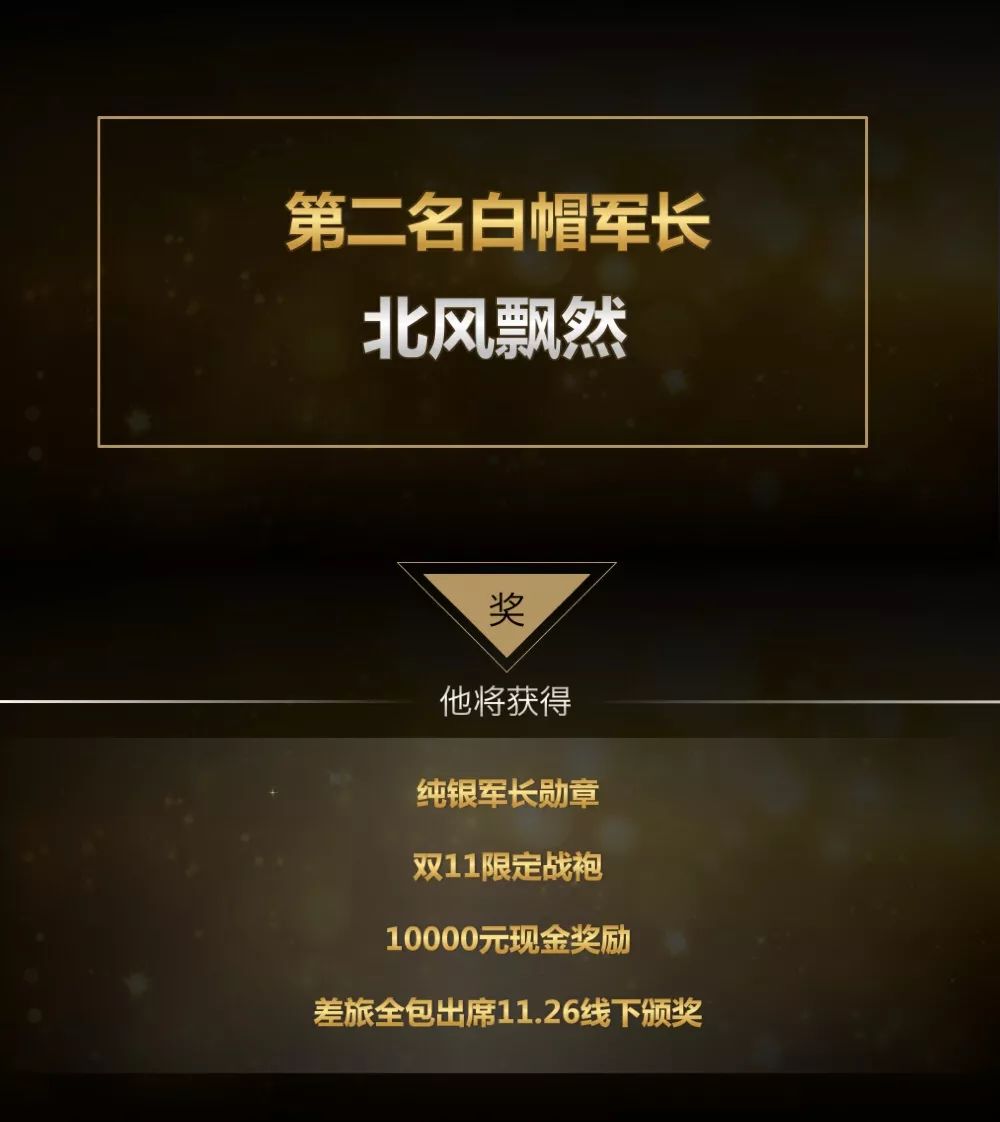 第二名白帽军长
北风飘然
奖
他将获得
纯银军长勋章
双11限定战袍
10000元现金奖励
差旅全包出席11.26线下颁奖